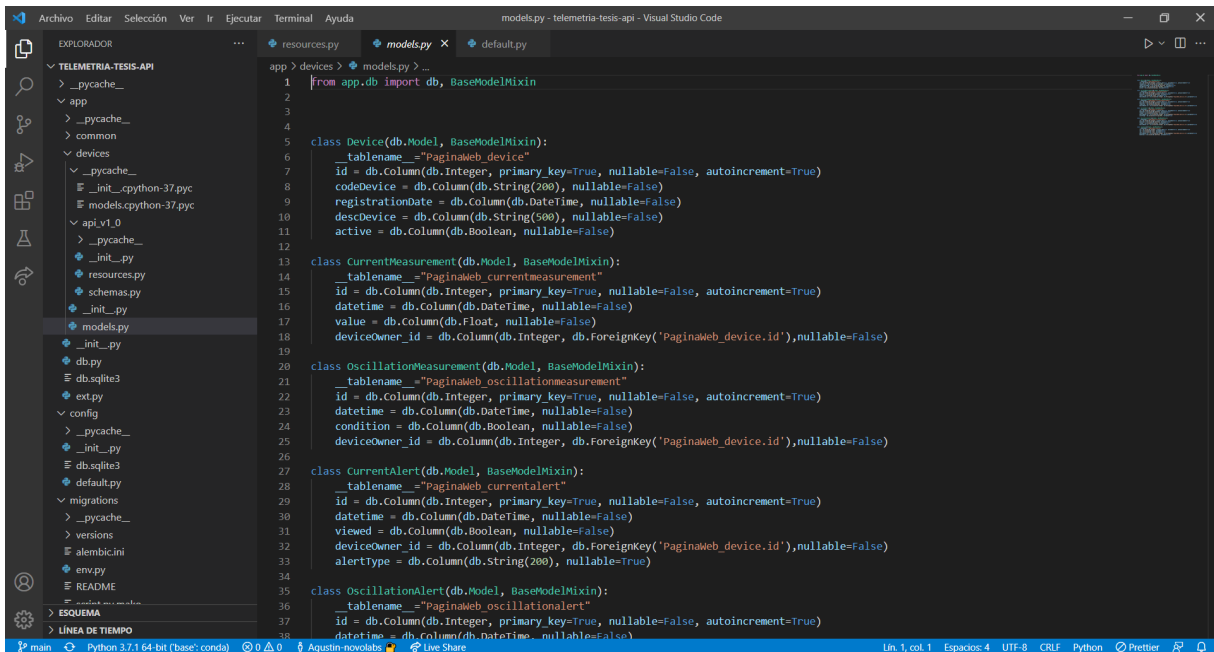 Archivo Editar Selección Ver Ir Ejecutar Terminal Ayuda models.py - telemetria-tesis-api - Visual Studio Code
EXPLORADOR
TELEMETRIA-TESIS-API
__pycache__
app
__pycache__
common
devices
__pycache__
__init__.cpython-37.pyc
models.cpython-37.pyc
api_v1_0
__pycache__
__init__.py
resources.py
schemas.py
__init__.py
models.py
__init__.py
db.py
db.sqlite3
ext.py
config
__pycache__
__init__.py
db.sqlite3
default.py
migrations
__pycache__
versions
alembic.ini
env.py
README
script.py.mako
ESQUEMA
LÍNEA DE TIEMPO
resources.py models.py default.py
app > devices > models.py > ...
1 from app.db import db, BaseModelMixin
2
3
4
5 class Device(db.Model, BaseModelMixin):
6 __tablename__="PaginaWeb_device"
7 id = db.Column(db.Integer, primary_key=True, nullable=False, autoincrement=True)
8 codeDevice = db.Column(db.String(200), nullable=False)
9 registrationDate = db.Column(db.DateTime, nullable=False)
10 descDevice = db.Column(db.String(500), nullable=False)
11 active = db.Column(db.Boolean, nullable=False)
12
13 class CurrentMeasurement(db.Model, BaseModelMixin):
14 __tablename__="PaginaWeb_currentmeasurement"
15 id = db.Column(db.Integer, primary_key=True, nullable=False, autoincrement=True)
16 datetime = db.Column(db.DateTime, nullable=False)
17 value = db.Column(db.Float, nullable=False)
18 deviceOwner_id = db.Column(db.Integer, db.ForeignKey('PaginaWeb_device.id'),nullable=False)
19
20 class OscillationMeasurement(db.Model, BaseModelMixin):
21 __tablename__="PaginaWeb_oscillationmeasurement"
22 id = db.Column(db.Integer, primary_key=True, nullable=False, autoincrement=True)
23 datetime = db.Column(db.DateTime, nullable=False)
24 condition = db.Column(db.Boolean, nullable=False)
25 deviceOwner_id = db.Column(db.Integer, db.ForeignKey('PaginaWeb_device.id'),nullable=False)
26
27 class CurrentAlert(db.Model, BaseModelMixin):
28 __tablename__="PaginaWeb_currentalert"
29 id = db.Column(db.Integer, primary_key=True, nullable=False, autoincrement=True)
30 datetime = db.Column(db.DateTime, nullable=False)
31 viewed = db.Column(db.Boolean, nullable=False)
32 deviceOwner_id = db.Column(db.Integer, db.ForeignKey('PaginaWeb_device.id'),nullable=False)
33 alertType = db.Column(db.String(200), nullable=True)
34
35 class OscillationAlert(db.Model, BaseModelMixin):
36 __tablename__="PaginaWeb_oscillationalert"
37 id = db.Column(db.Integer, primary_key=True, nullable=False, autoincrement=True)
38 datetime = db.Column(db.DateTime, nullable=False)
main Python 3.7.1 64-bit ('base': conda) 0 0 Agustin-novolabs Live Share Lín. 1, col. 1 Espacios: 4 UTF-8 CRLF Python Prettier